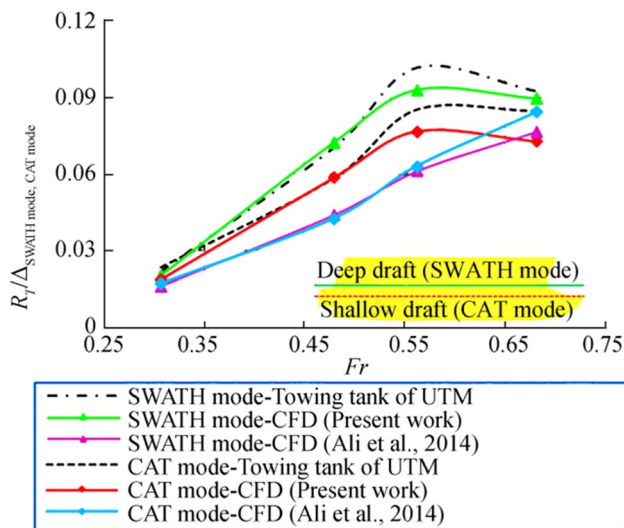 0.12
0.09
0.06
0.03
0
R_T/Δ_SWATH mode, CAT mode
Deep draft (SWATH mode)
Shallow draft (CAT mode)
0.25 0.35 0.45 0.55 0.65 0.75
Fr
SWATH mode-Towing tank of UTM
SWATH mode-CFD (Present work)
SWATH mode-CFD (Ali et al., 2014)
CAT mode-Towing tank of UTM
CAT mode-CFD (Present work)
CAT mode-CFD (Ali et al., 2014)